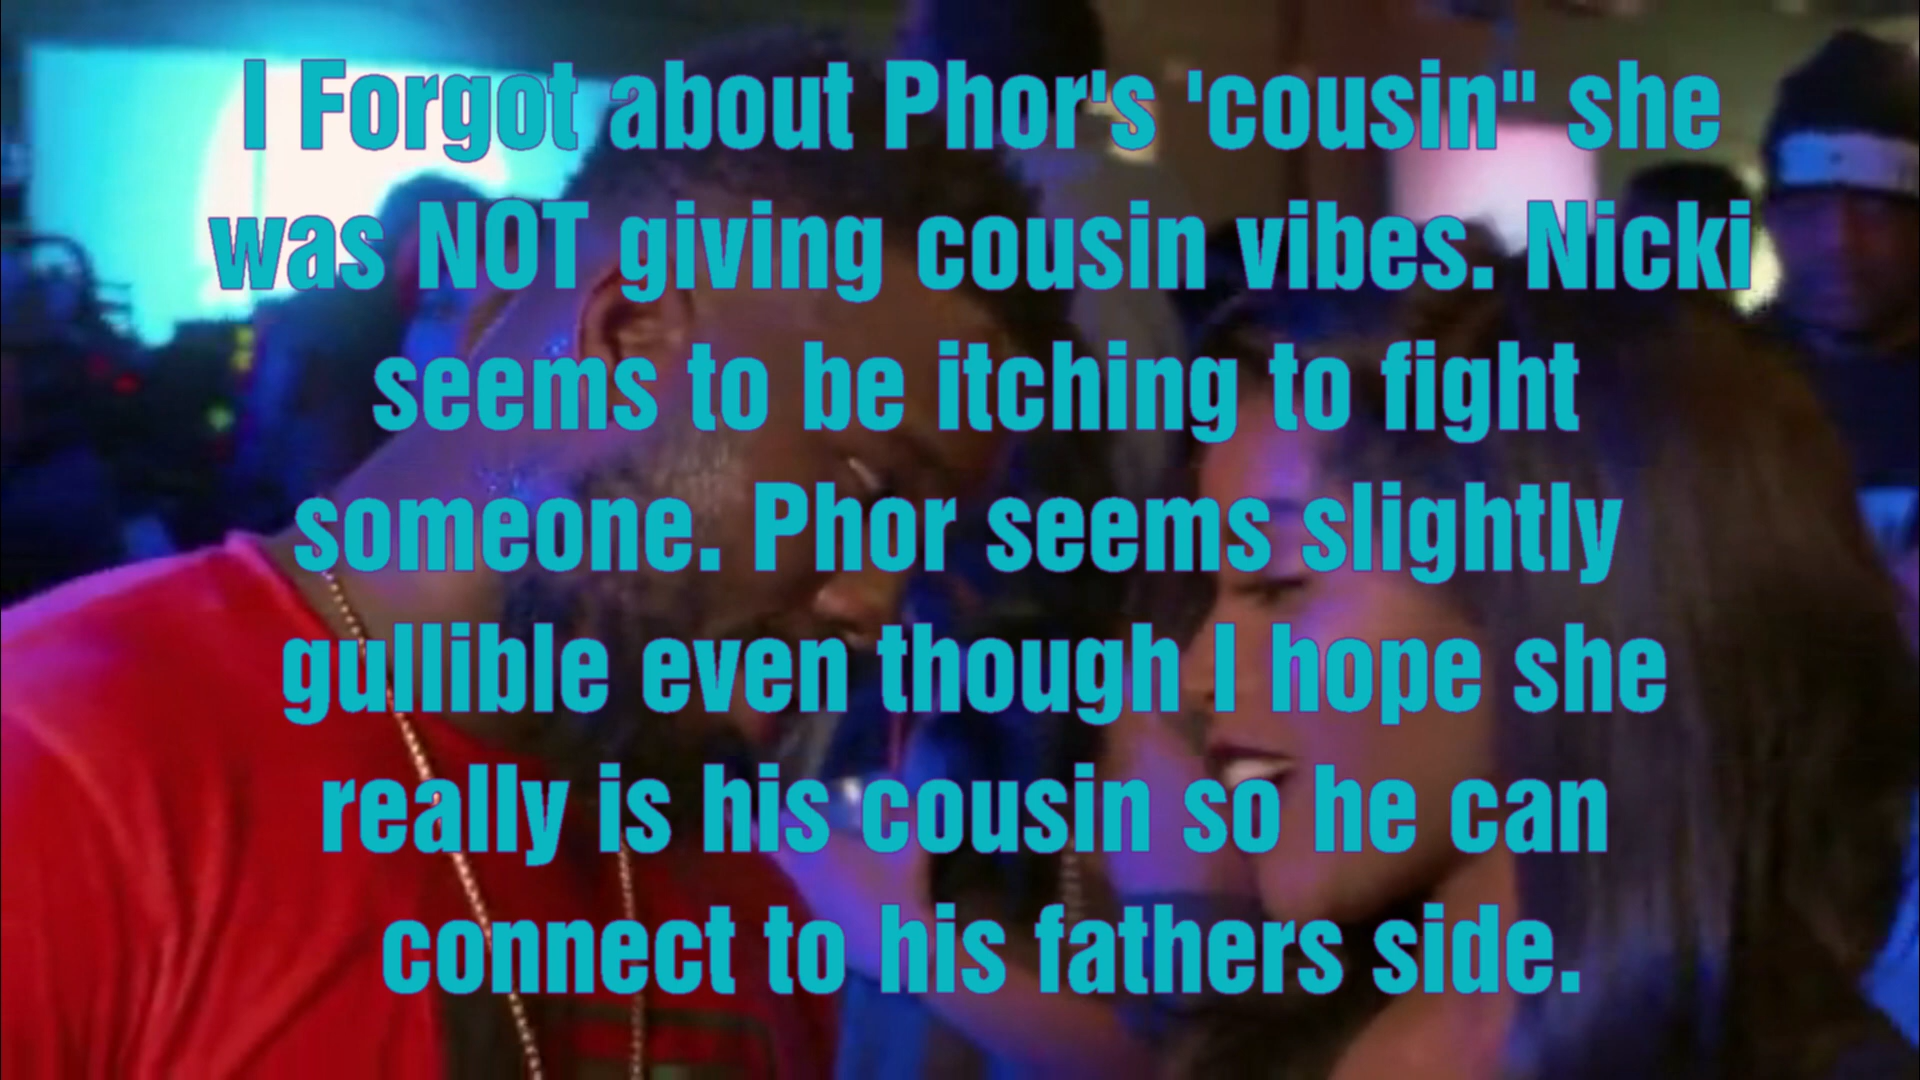 I Forgot about Phor's 'cousin" she
was NOT giving cousin vibes. Nicki
seems to be itching to fight
someone. Phor seems slightly
gullible even though I hope she
really is his cousin so he can
connect to his fathers side.